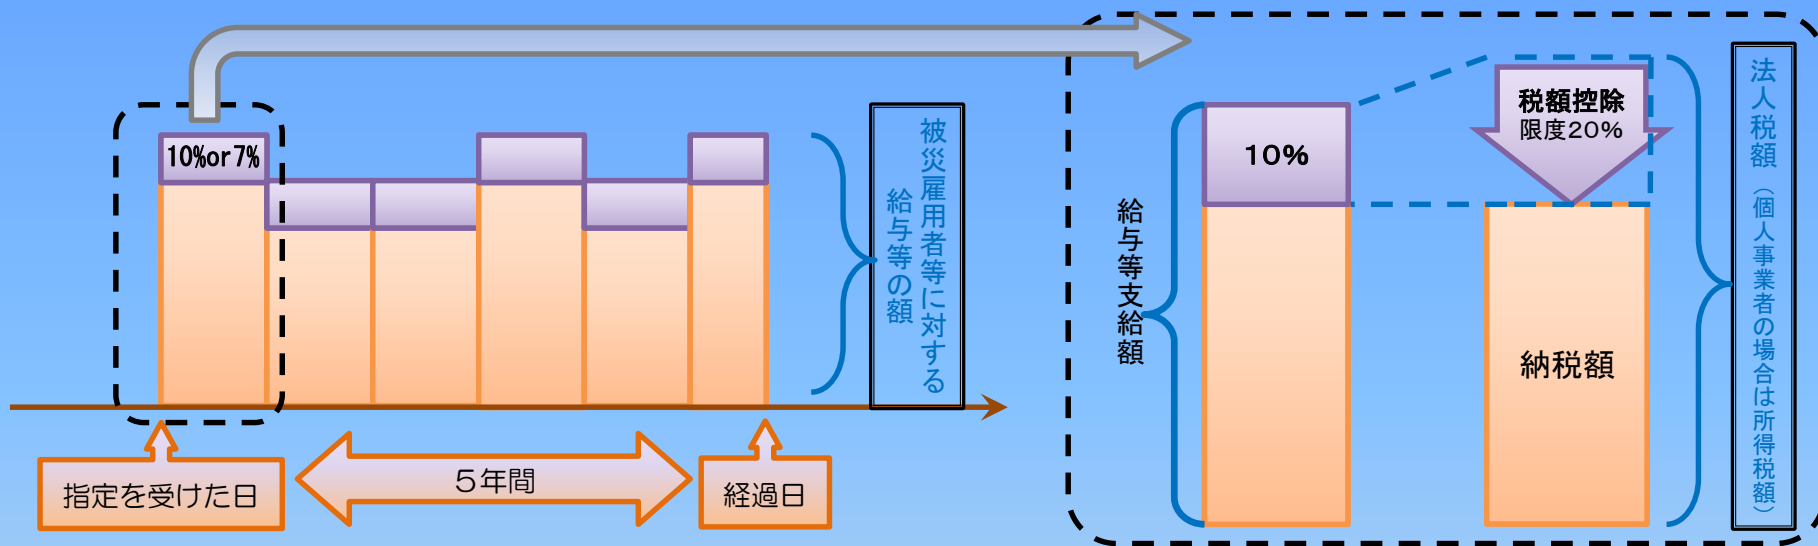 10%or 7%
被災雇用者等に対する
給与等の額
指定を受けた日
５年間
経過日
給与等支給額
10%
税額控除
限度20%
納税額
法人税額（個人事業者の場合は所得税額）